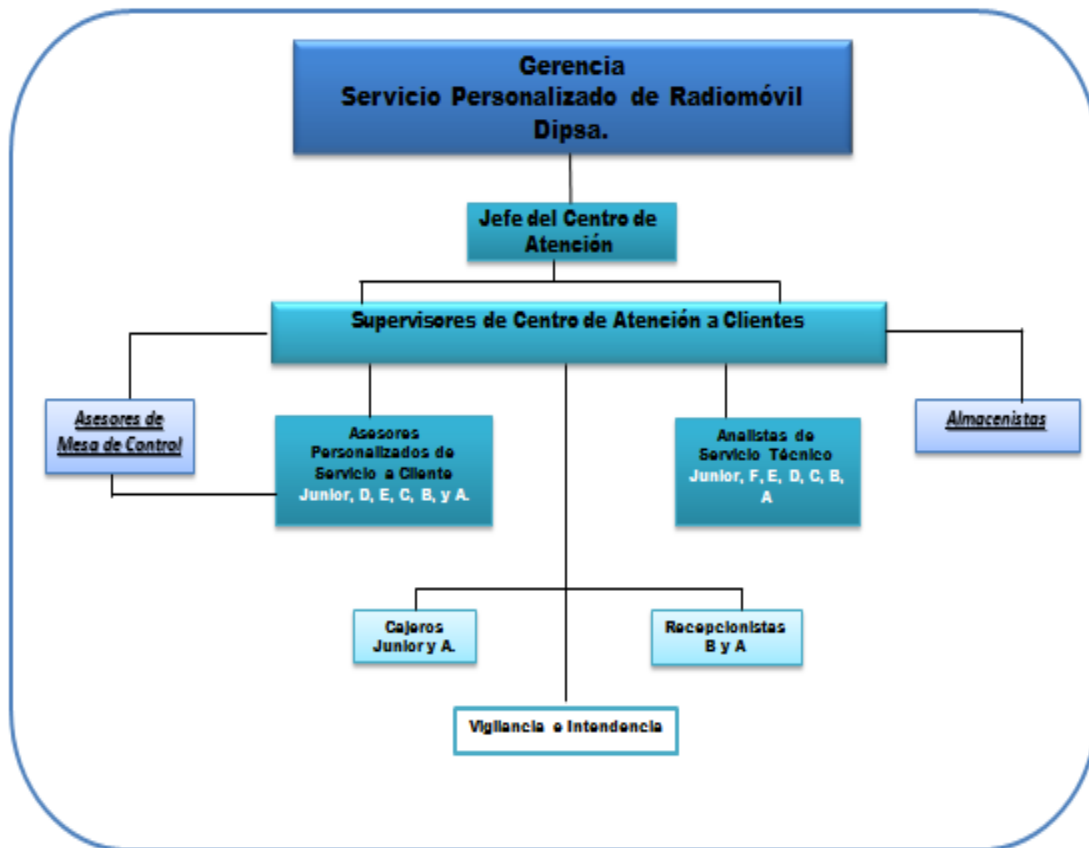 Gerencia
Servicio Personalizado de Radiomóvil
Dipsa.
Jefe del Centro de
Atención
Supervisores de Centro de Atención a Clientes
Asesores de
Mesa de Control
Asesores
Personalizados de
Servicio a Cliente
Junior, D, E, C, B, y A.
Analistas de
Servicio Técnico
Junior, F, E, D, C, B,
A
Almacenistas
Cajeros
Junior y A.
Recepcionistas
B y A
Vigilancia e Intendencia